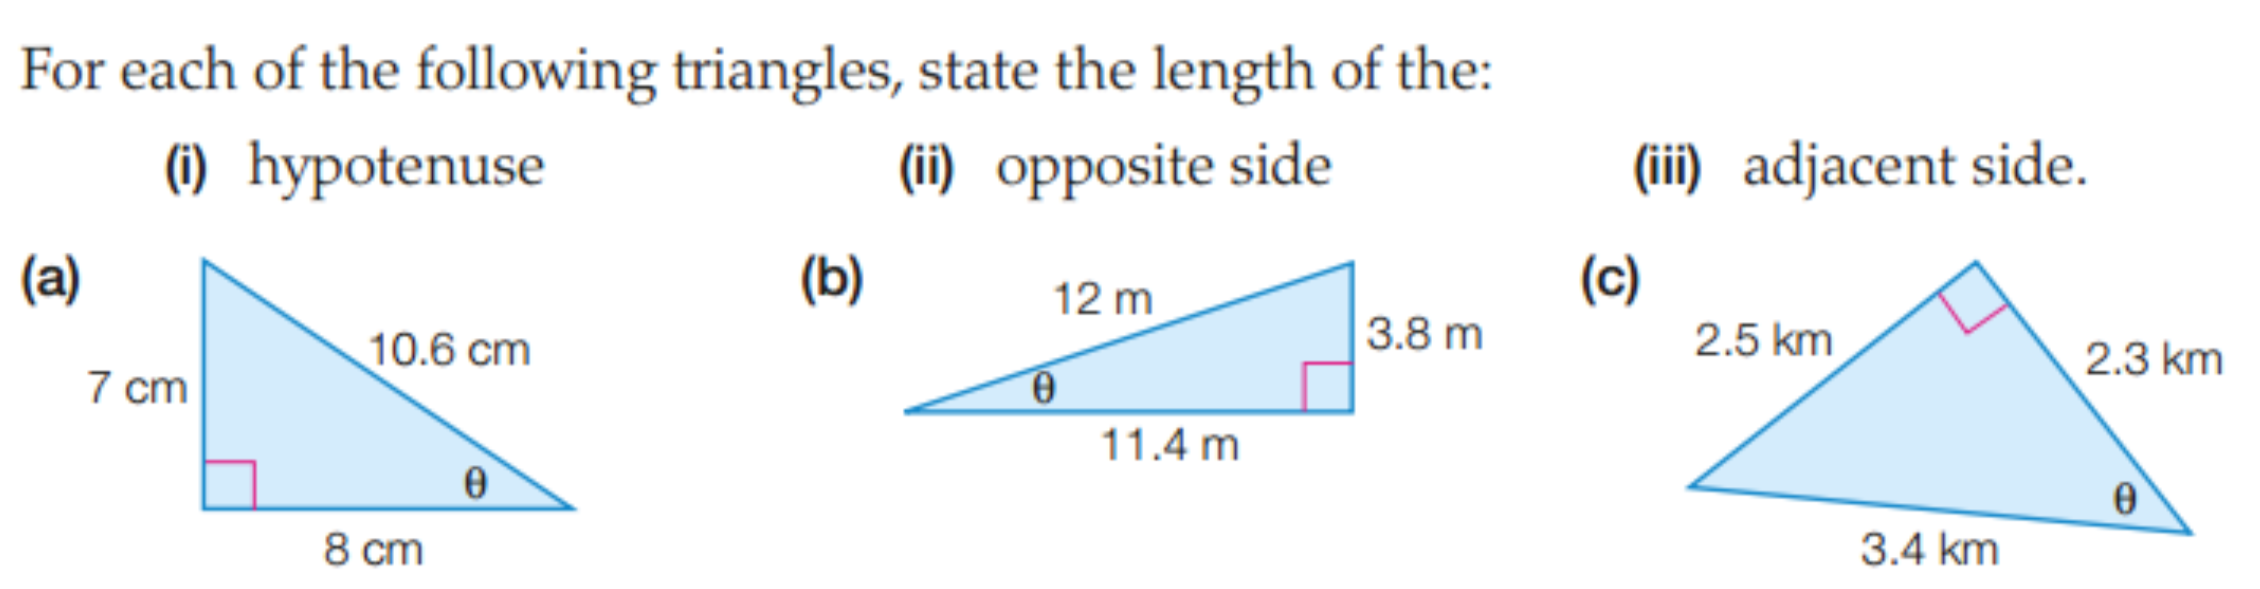 For each of the following triangles, state the length of the:
(i) hypotenuse (ii) opposite side (iii) adjacent side.
(a)
7 cm
10.6 cm
θ
8 cm
(b)
12 m
3.8 m
θ
11.4 m
(c)
2.5 km
2.3 km
θ
3.4 km